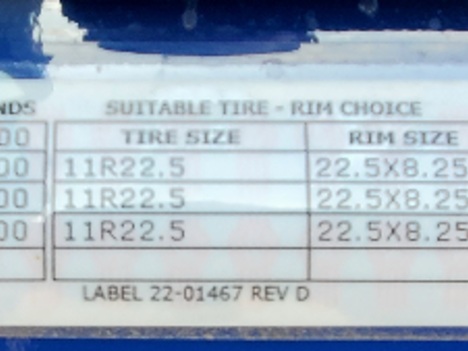 NDS SUITABLE TIRE - RIM CHOICE
00 TIRE SIZE RIM SIZE
00 11R22.5 22.5X8.25
00 11R22.5 22.5X8.25
00 11R22.5 22.5X8.25
LABEL 22-01467 REV D